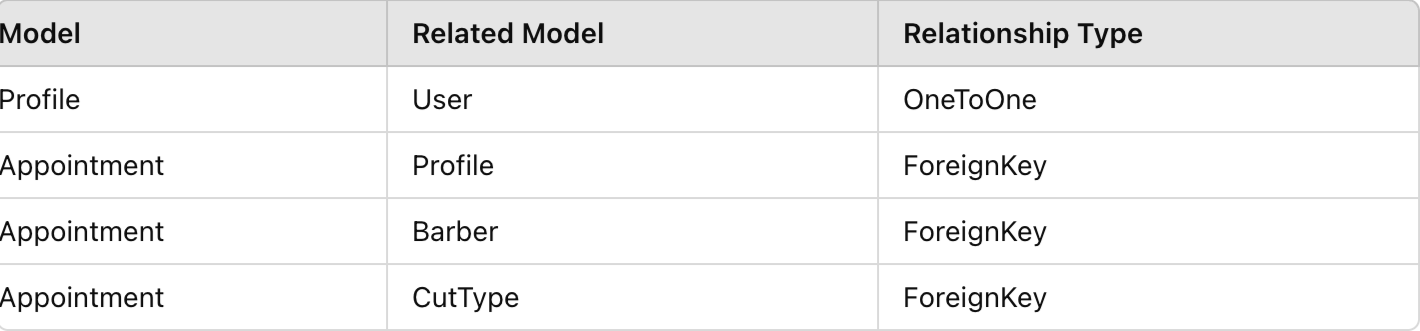 Model Related Model Relationship Type
Profile User OneToOne
Appointment Profile ForeignKey
Appointment Barber ForeignKey
Appointment CutType ForeignKey